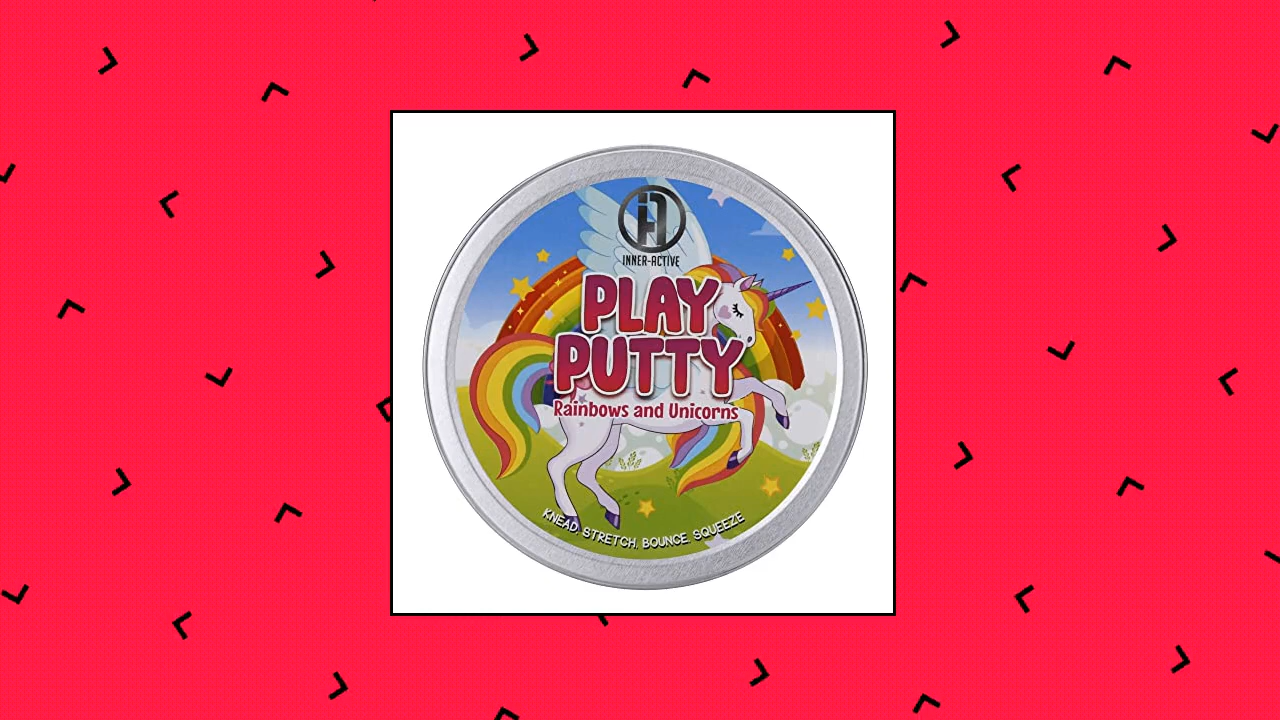 INNER-ACTIVE
PLAY
PUTTY
Rainbows and Unicorns
KNEAD, STRETCH, BOUNCE, SQUEEZE